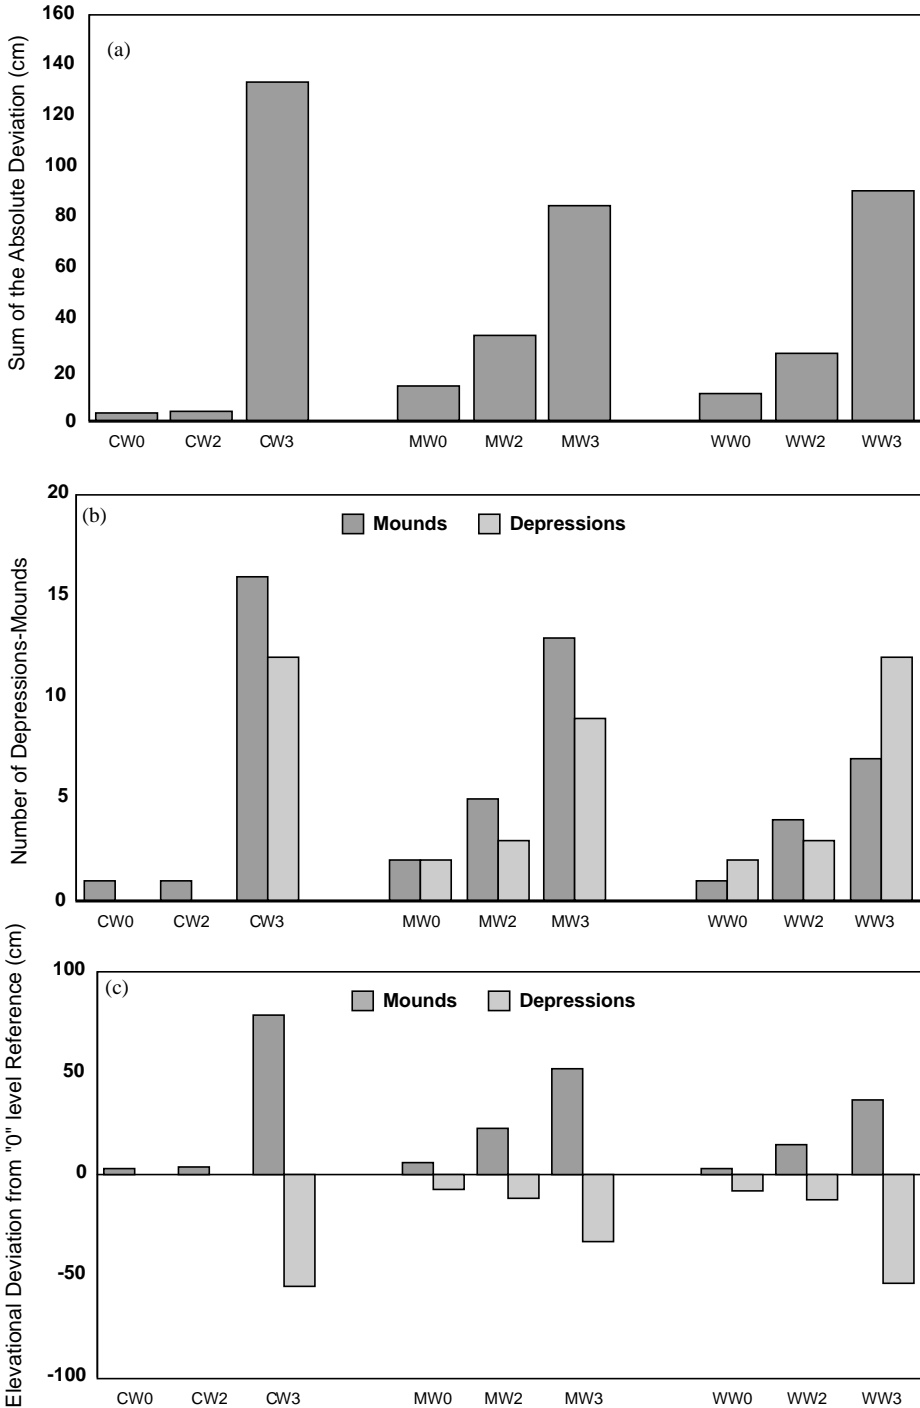 Sum of the Absolute Deviation (cm)
160
140
120
100
80
60
40
20
0
(a)
CW0 CW2 CW3 MW0 MW2 MW3 WW0 WW2 WW3
Number of Depressions-Mounds
20
15
10
5
0
(b)
Mounds Depressions
CW0 CW2 CW3 MW0 MW2 MW3 WW0 WW2 WW3
Elevational Deviation from "0" level Reference (cm)
100
50
0
-50
-100
(c)
Mounds Depressions
CW0 CW2 CW3 MW0 MW2 MW3 WW0 WW2 WW3